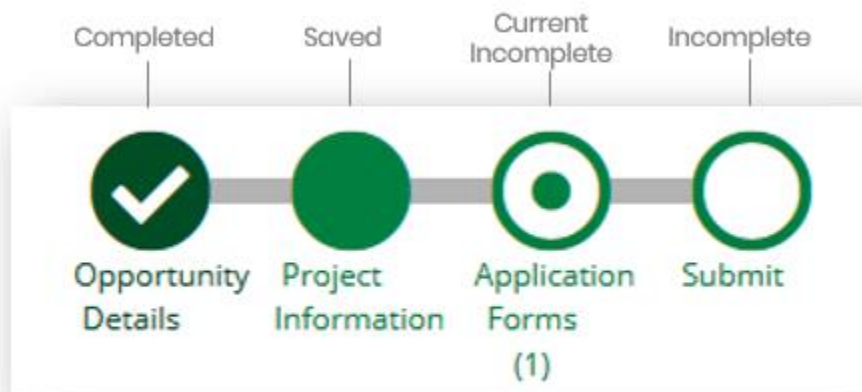 Completed
Saved
Current
Incomplete
Incomplete
Opportunity
Details
Project
Information
Application
Forms
(1)
Submit